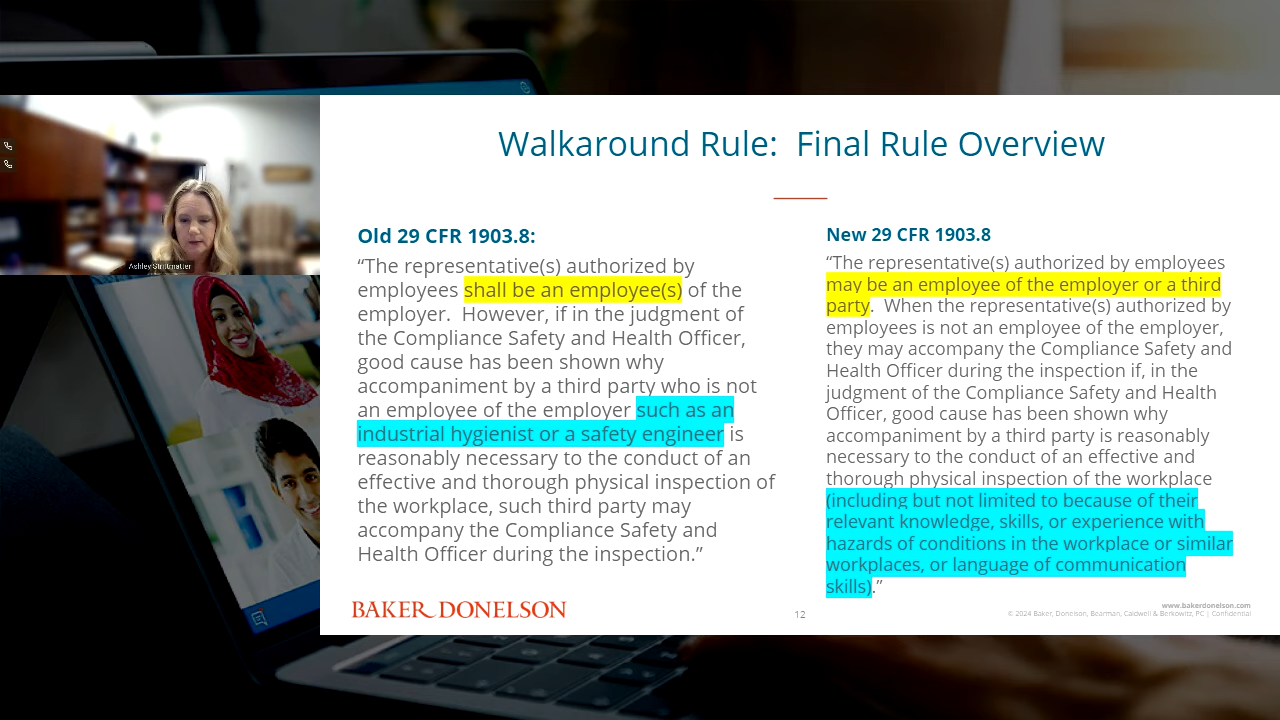 Walkaround Rule:  Final Rule Overview
Ashley Strittmatter
Old 29 CFR 1903.8:
“The representative(s) authorized by
employees shall be an employee(s) of the
employer.  However, if in the judgment of
the Compliance Safety and Health Officer,
good cause has been shown why
accompaniment by a third party who is not
an employee of the employer such as an
industrial hygienist or a safety engineer is
reasonably necessary to the conduct of an
effective and thorough physical inspection of
the workplace, such third party may
accompany the Compliance Safety and
Health Officer during the inspection.”
New 29 CFR 1903.8
“The representative(s) authorized by employees
may be an employee of the employer or a third
party.  When the representative(s) authorized by
employees is not an employee of the employer,
they may accompany the Compliance Safety and
Health Officer during the inspection if, in the
judgment of the Compliance Safety and Health
Officer, good cause has been shown why
accompaniment by a third party is reasonably
necessary to the conduct of an effective and
thorough physical inspection of the workplace
(including but not limited to because of their
relevant knowledge, skills, or experience with
hazards of conditions in the workplace or similar
workplaces, or language of communication
skills).”
BAKER DONELSON
12
www.bakerdonelson.com
© 2024 Baker, Donelson, Bearman, Caldwell & Berkowitz, PC | Confidential